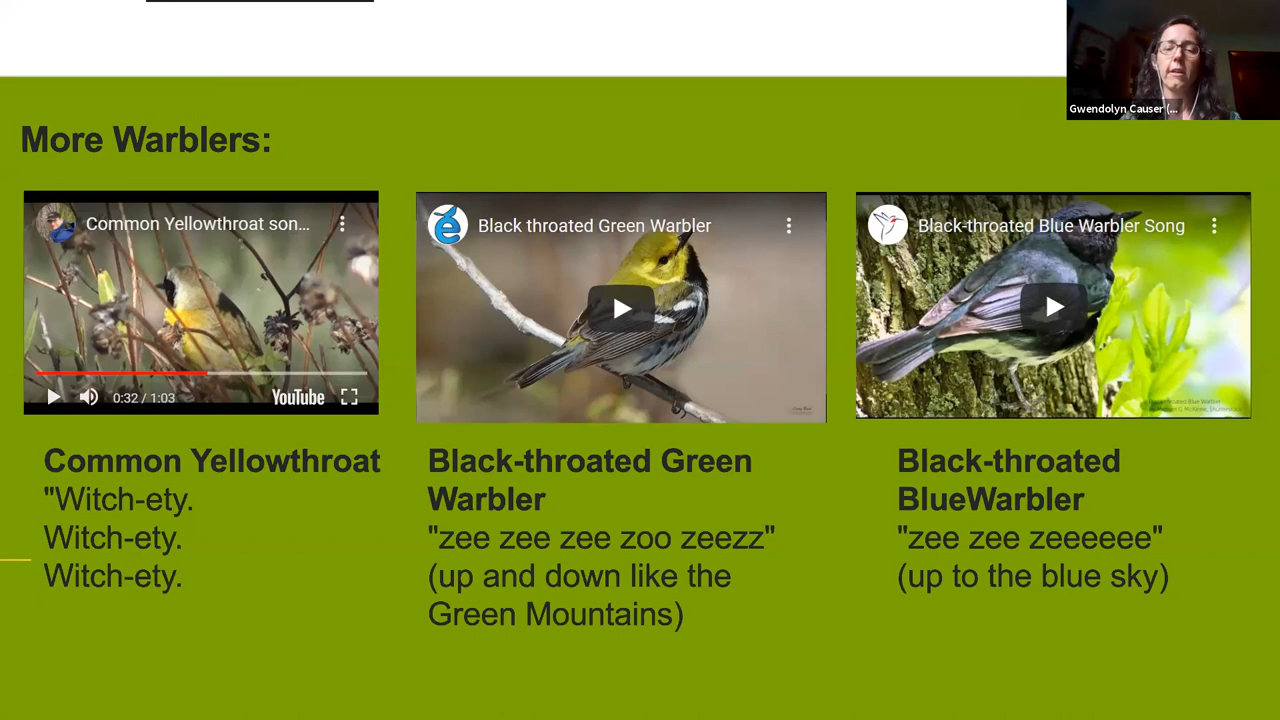 Gwendolyn Causer (...
More Warblers:
Common Yellowthroat son...
0:32 / 1:03
YouTube
Black throated Green Warbler
é
Black-throated Blue Warbler Song
Common Yellowthroat
"Witch-ety.
Witch-ety.
Witch-ety.
Black-throated Green
Warbler
"zee zee zee zoo zeezz"
(up and down like the
Green Mountains)
Black-throated
BlueWarbler
"zee zee zeeeeee"
(up to the blue sky)